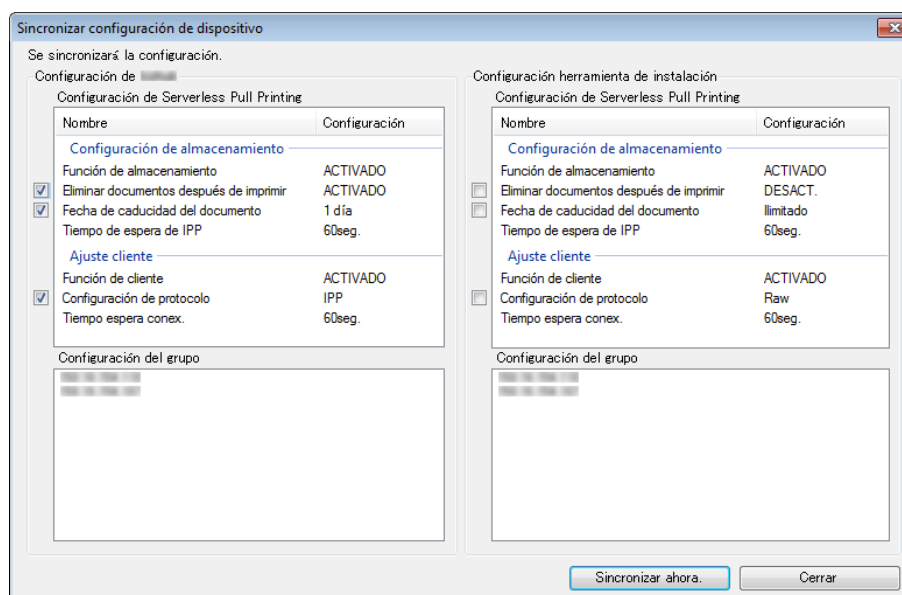 Sincronizar configuración de dispositivo
Se sincronizará la configuración.
Configuración de
Configuración de Serverless Pull Printing
Nombre Configuración
Configuración de almacenamiento
Función de almacenamiento ACTIVADO
Eliminar documentos después de imprimir ACTIVADO
Fecha de caducidad del documento 1 día
Tiempo de espera de IPP 60seg.
Ajuste cliente
Función de cliente ACTIVADO
Configuración de protocolo IPP
Tiempo espera conex. 60seg.
Configuración del grupo
Configuración herramienta de instalación
Configuración de Serverless Pull Printing
Nombre Configuración
Configuración de almacenamiento
Función de almacenamiento ACTIVADO
Eliminar documentos después de imprimir DESACT.
Fecha de caducidad del documento Ilimitado
Tiempo de espera de IPP 60seg.
Ajuste cliente
Función de cliente ACTIVADO
Configuración de protocolo Raw
Tiempo espera conex. 60seg.
Configuración del grupo
Sincronizar ahora.
Cerrar